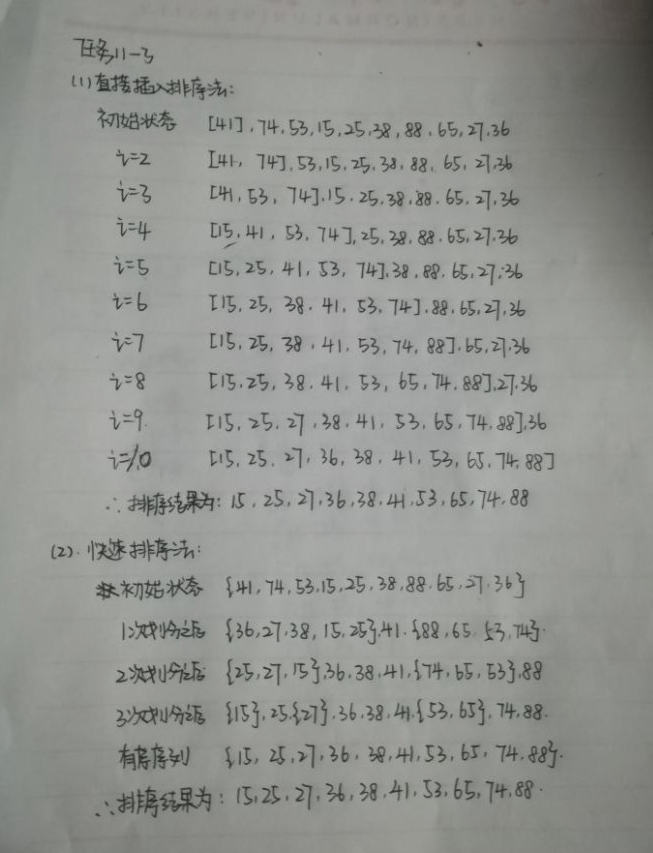 任务11-3
(1)直接插入排序法:
初始状态 [41],74,53,15,25,38,88,65,27,36
i=2 [41, 74],53,15,25,38,88,65,27,36
i=3 [41,53,74],15,25,38,88,65,27,36
i=4 [15,41,53,74],25,38,88,65,27,36
i=5 [15,25,41,53,74],38,88,65,27,36
i=6 [15,25,38,41,53,74],88,65,27,36
i=7 [15,25,38,41,53,74,88],65,27,36
i=8 [15,25,38,41,53,65,74,88],27,36
i=9 [15,25,27,38,41,53,65,74,88],36
i=10 [15,25,27,36,38,41,53,65,74,88]
∴排序结果为: 15,25,27,36,38,41,53,65,74,88
(2).快速排序法:
初始状态 {41,74,53,15,25,38,88,65,27,36}
1次划分之后 {36,27,38,15,25},41,{88,65,53,74}.
2次划分之后 {25,27,15},36,38,41,{74,65,53},88
3次划分之后 {15},25,{27},36,38,41,{53,65},74,88.
有序序列 {15,25,27,36,38,41,53,65,74,88}.
∴排序结果为: 15,25,27,36,38,41,53,65,74,88.